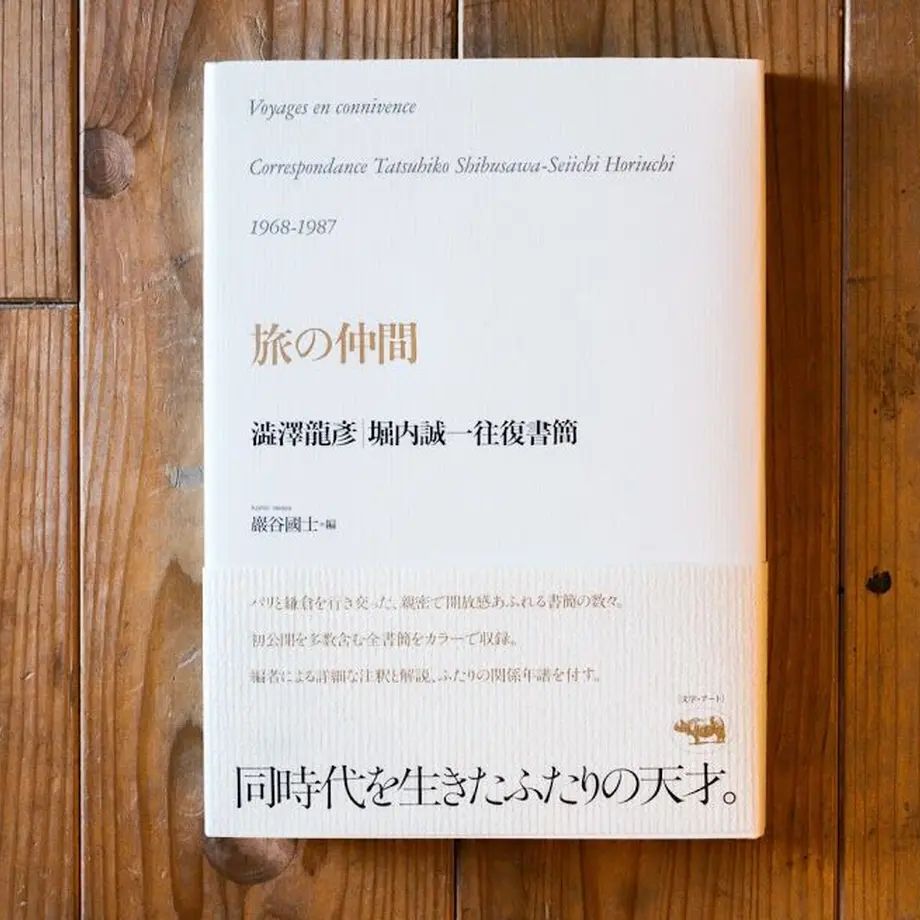 Voyages en connivence
Correspondance Tatsuhiko Shibusawa-Seiichi Horiuchi
1968-1987
旅の仲間
澁澤龍彥|堀内誠一往復書簡
巖谷國士・編
パリと鎌倉を行き交った、親密で開放感あふれる書簡の数々。
初公開を多数含む全書簡をカラーで収録。
編者による詳細な注釈と解説、ふたりの関係年譜を付す。
[文学・アート]
同時代を生きたふたりの天才。